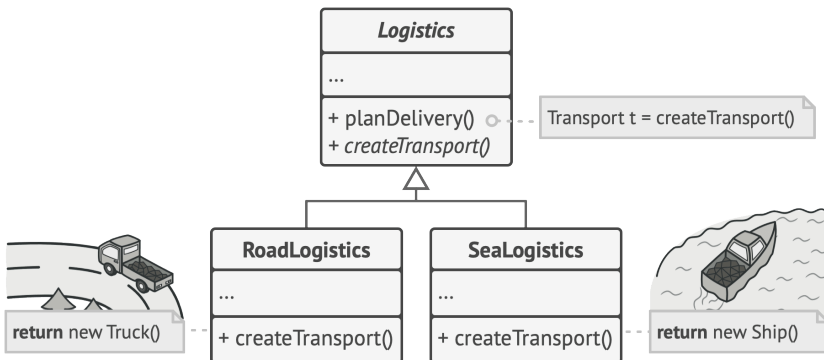 Logistics
...
+ planDelivery()
+ createTransport()
Transport t = createTransport()
RoadLogistics
...
+ createTransport()
SeaLogistics
...
+ createTransport()
return new Truck()
return new Ship()